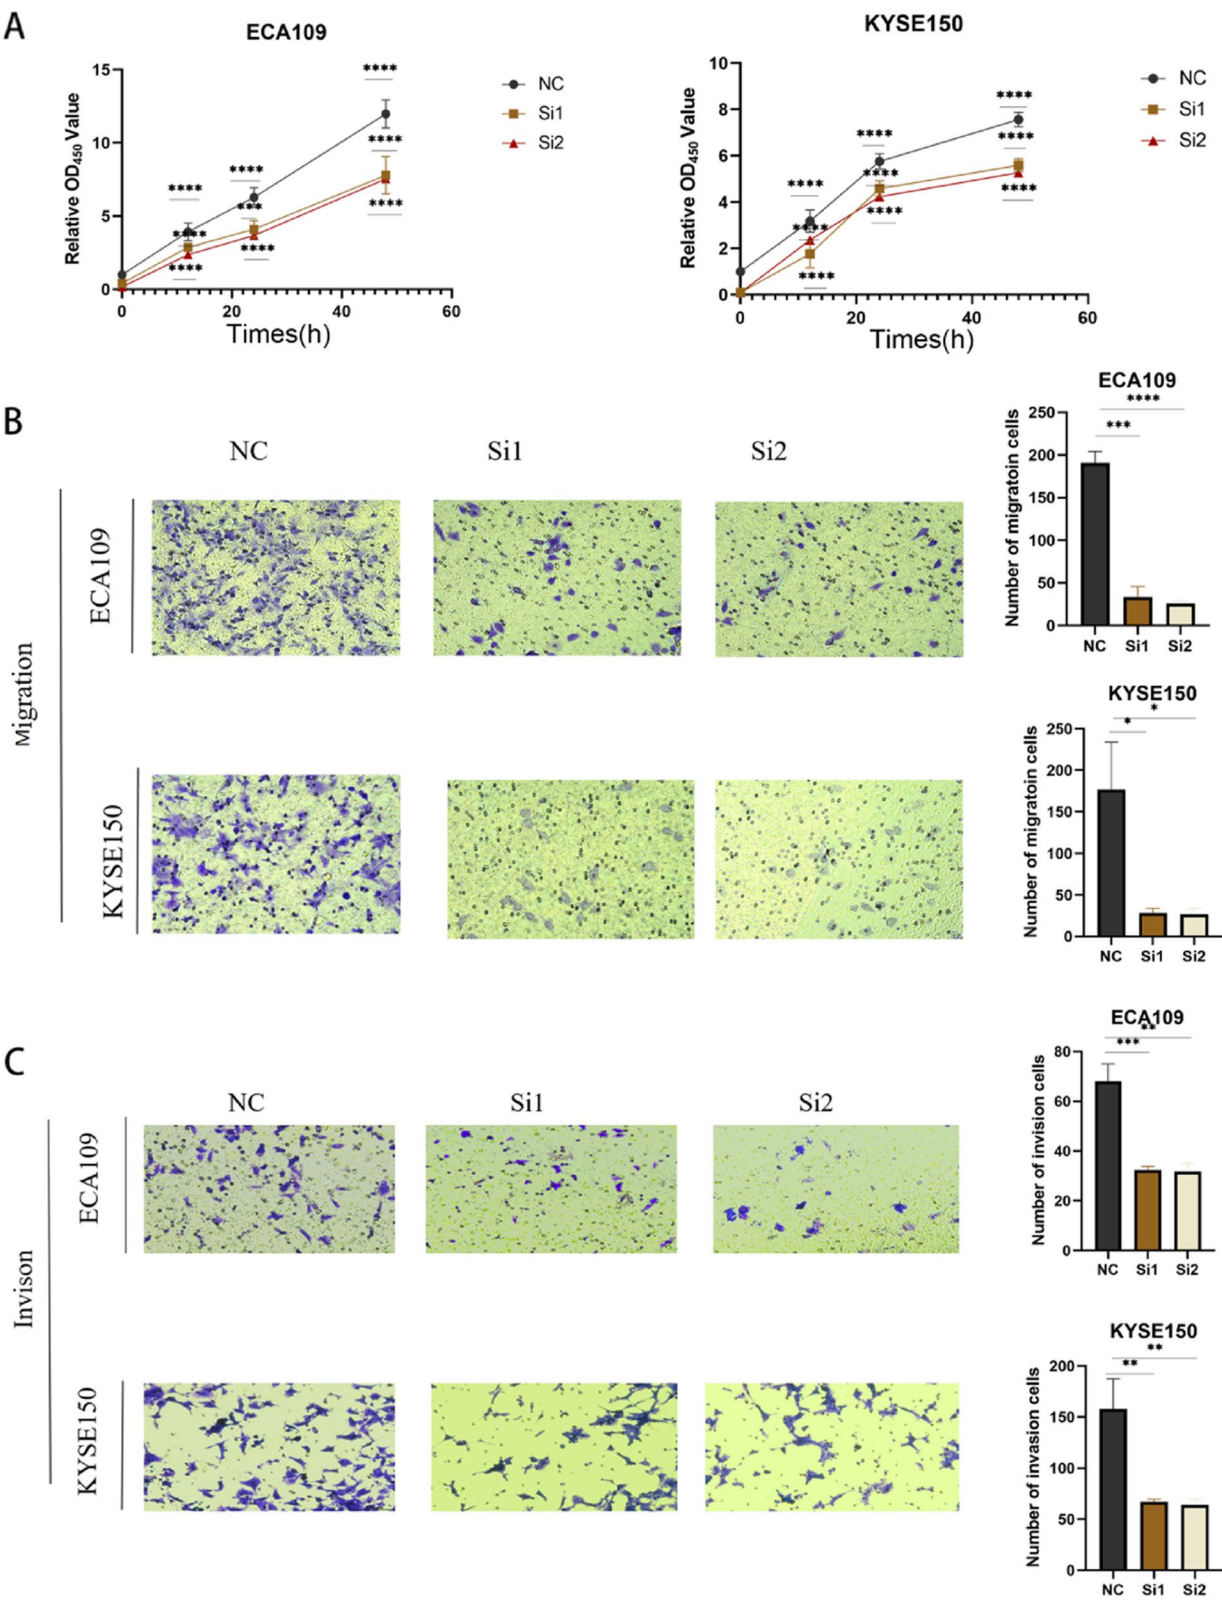 A
ECA109
KYSE150
Relative OD450 Value
15
10
5
0
0
20
40
60
Times(h)
****
****
****
****
***
****
****
****
****
NC
Si1
Si2
Relative OD450 Value
10
8
6
4
2
0
0
20
40
60
Times(h)
****
****
****
****
****
****
****
****
****
NC
Si1
Si2
B
NC
Si1
Si2
Migration
ECA109
KYSE150
ECA109
****
***
Number of migratoin cells
250
200
150
100
50
0
NC Si1 Si2
KYSE150
*
*
Number of migratoin cells
250
200
150
100
50
0
NC Si1 Si2
C
NC
Si1
Si2
Invison
ECA109
KYSE150
ECA109
**
***
Number of invision cells
80
60
40
20
0
NC Si1 Si2
KYSE150
**
**
Number of invasion cells
200
150
100
50
0
NC Si1 Si2